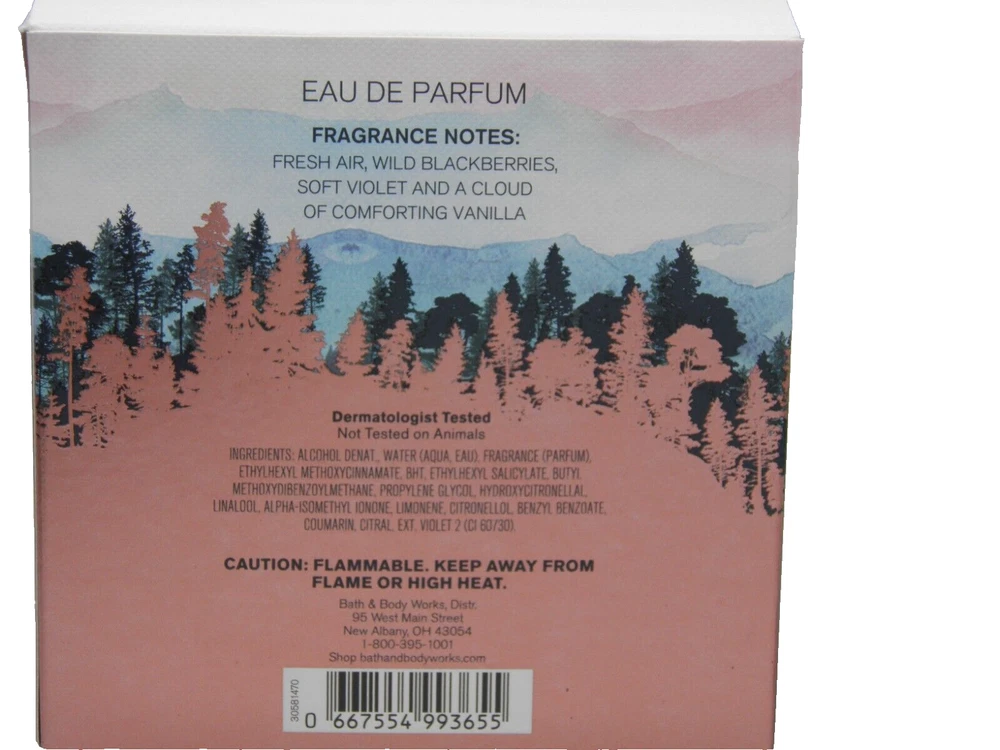 EAU DE PARFUM
FRAGRANCE NOTES:
FRESH AIR, WILD BLACKBERRIES,
SOFT VIOLET AND A CLOUD
OF COMFORTING VANILLA
Dermatologist Tested
Not Tested on Animals
INGREDIENTS: ALCOHOL DENAT., WATER (AQUA, EAU), FRAGRANCE (PARFUM),
ETHYLHEXYL METHOXYCINNAMATE, BHT, ETHYLHEXYL SALICYLATE, BUTYL
METHOXYDIBENZOYLMETHANE, PROPYLENE GLYCOL, HYDROXYCITRONELLAL,
LINALOOL, ALPHA-ISOMETHYL IONONE, LIMONENE, CITRONELLOL, BENZYL BENZOATE,
COUMARIN, CITRAL, EXT. VIOLET 2 (CI 60730).
CAUTION: FLAMMABLE. KEEP AWAY FROM
FLAME OR HIGH HEAT.
Bath & Body Works, Distr.
95 West Main Street
New Albany, OH 43054
1-800-395-1001
Shop bathandbodyworks.com
30581470
0 667554 993655